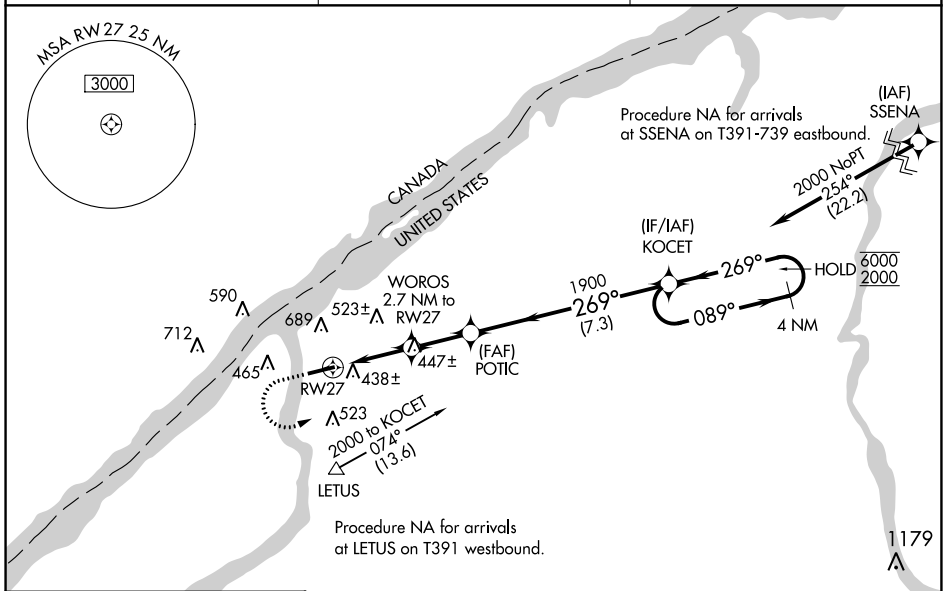 MSA RW27 25 NM
3000
CANADA
UNITED STATES
Procedure NA for arrivals
at SSENA on T391-739 eastbound.
(IAF)
SSENA
2000 NoPT
254°
(22.2)
(IF/IAF)
KOCET
269°
HOLD
6000
2000
089°
4 NM
1900
269°
(7.3)
WOROS
2.7 NM to
RW27
590
689
523±
712
465
RW27
438±
447±
(FAF)
POTIC
523
2000 to KOCET
074°
(13.6)
LETUS
Procedure NA for arrivals
at LETUS on T391 westbound.
1179